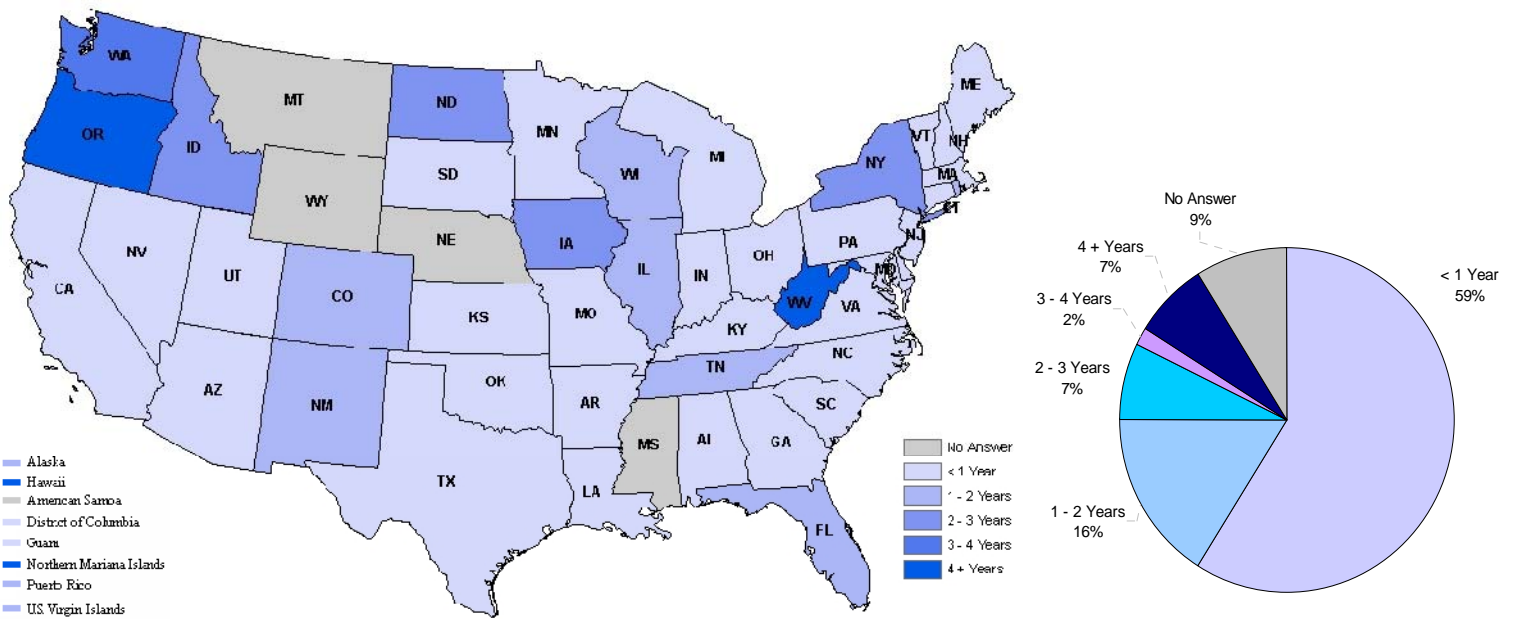 WA
MT
ND
OR
ID
MN
ME
VT
NH
SD
WI
MI
NY
MA
WY
CT
NE
IA
PA
NJ
NV
UT
CO
IL
IN
OH
MD
CA
KS
MO
WV
VA
KY
AZ
NM
OK
AR
TN
NC
SC
MS
GA
TX
LA
FL
Alaska
Hawaii
American Samoa
District of Columbia
Guam
Northern Mariana Islands
Puerto Rico
U.S. Virgin Islands
No Answer
< 1 Year
1 - 2 Years
2 - 3 Years
3 - 4 Years
4 + Years
No Answer
9%
4 + Years
7%
3 - 4 Years
2%
2 - 3 Years
7%
1 - 2 Years
16%
< 1 Year
59%